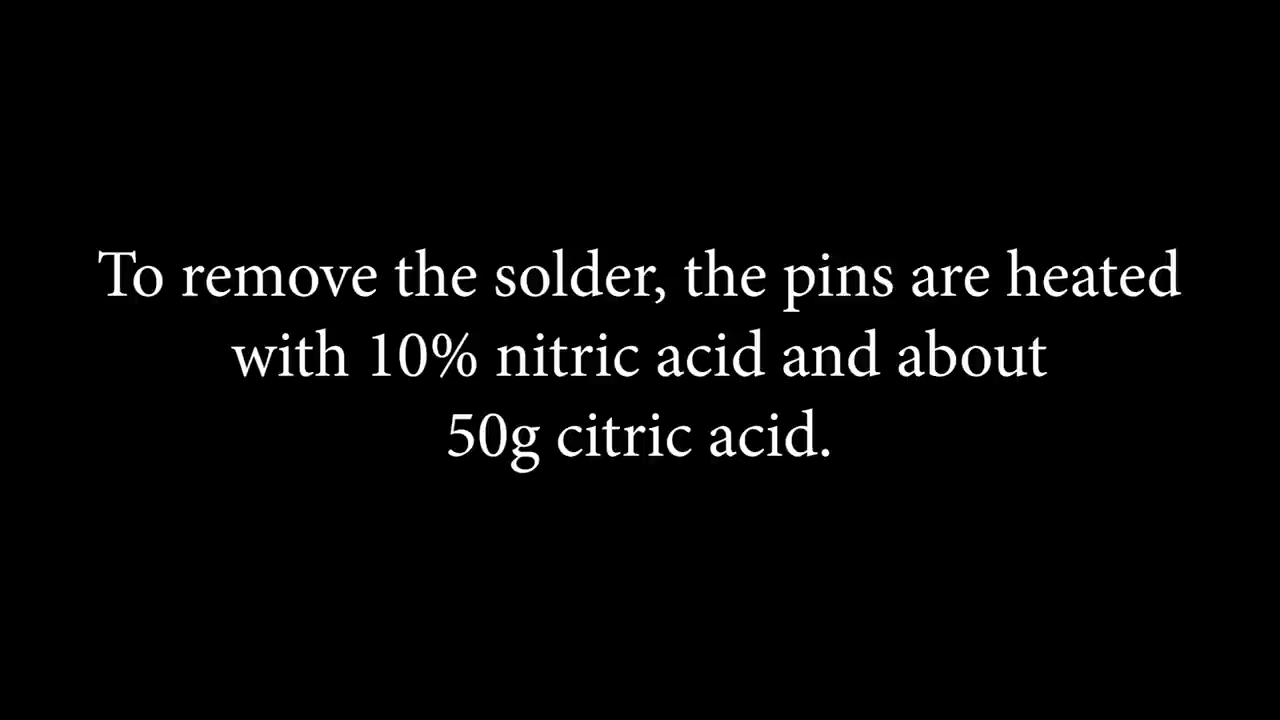 To remove the solder, the pins are heated
with 10% nitric acid and about
50g citric acid.